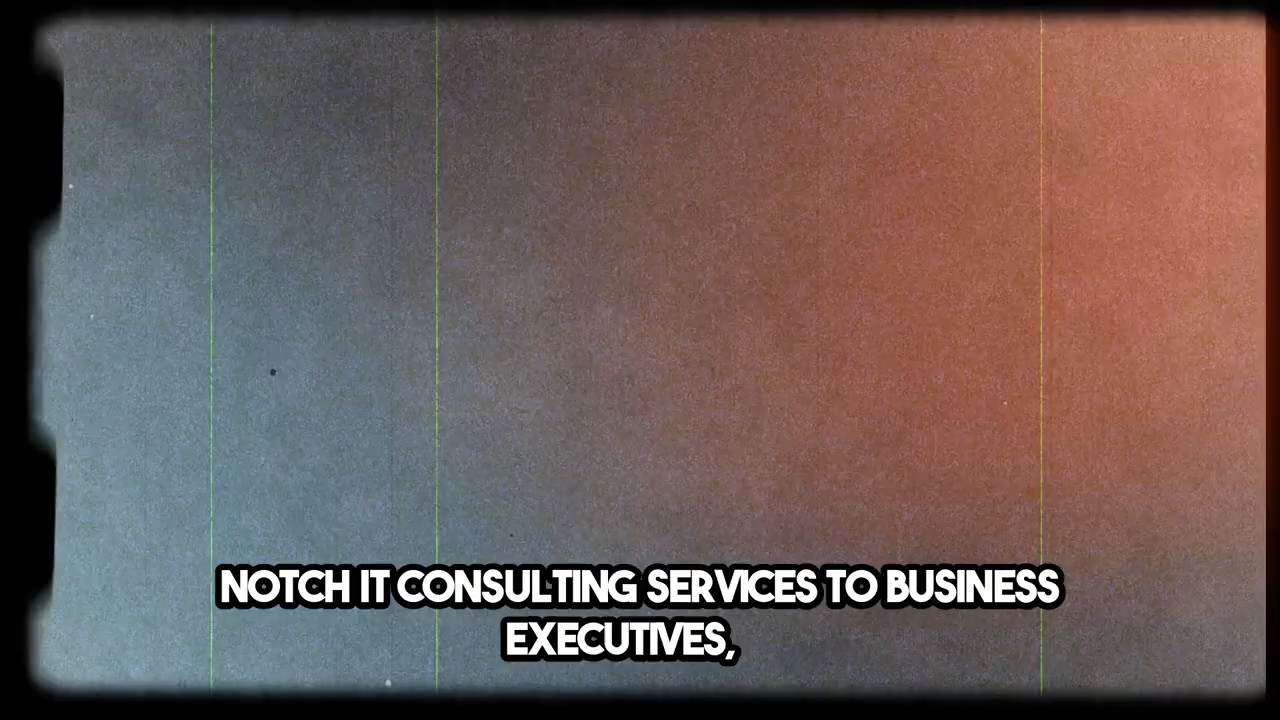 NOTCH IT CONSULTING SERVICES TO BUSINESS
EXECUTIVES,